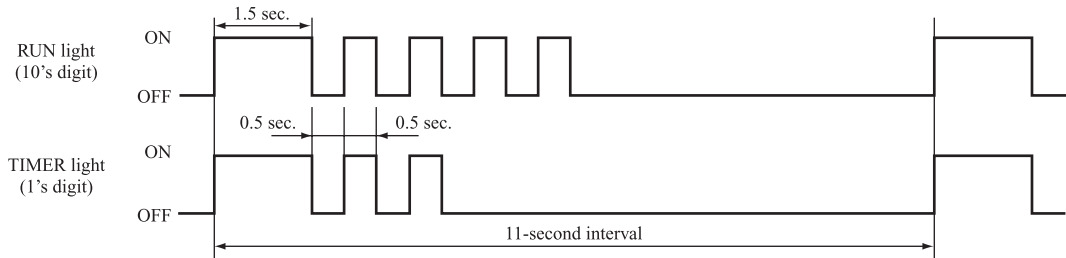 1.5 sec.
RUN light
(10's digit)
ON
OFF
0.5 sec.
0.5 sec.
TIMER light
(1's digit)
ON
OFF
11-second interval